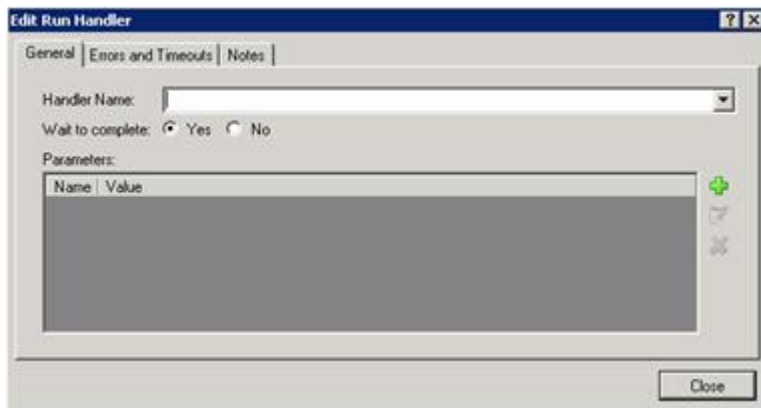 Edit Run Handler
General Errors and Timeouts Notes
Handler Name:
Wait to complete: Yes No
Parameters:
Name Value
Close